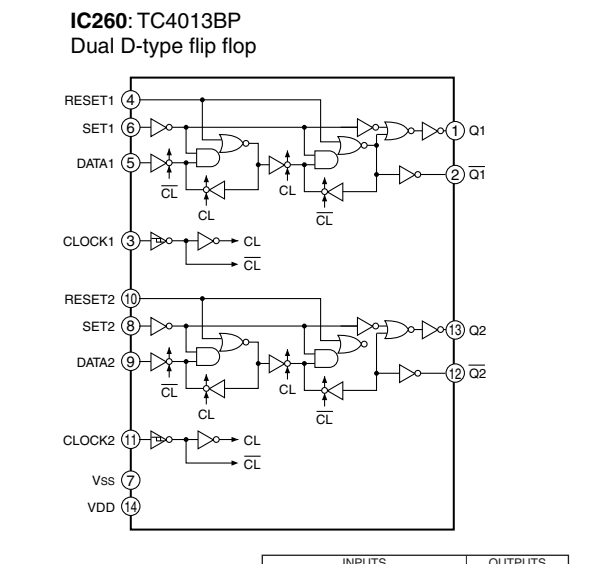 IC260: TC4013BP
Dual D-type flip flop
RESET1 4
SET1 6
1 Q1
DATA1 5
2 Q1
CL
CL
CL
CL
CLOCK1 3
CL
CL
RESET2 10
SET2 8
13 Q2
DATA2 9
12 Q2
CL
CL
CL
CL
CLOCK2 11
CL
CL
Vss 7
VDD 14
INPUTS OUTPUTS